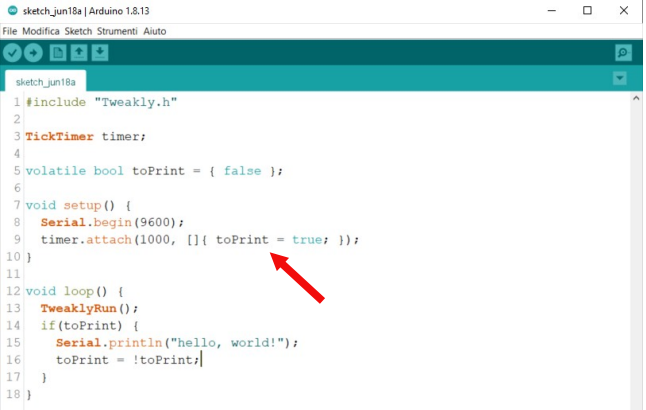 sketch_jun18a | Arduino 1.8.13
File Modifica Sketch Strumenti Aiuto
sketch_jun18a
1 #include "Tweakly.h"
2
3 TickTimer timer;
4
5 volatile bool toPrint = { false };
6
7 void setup() {
8   Serial.begin(9600);
9   timer.attach(1000, []{ toPrint = true; });
10 }
11
12 void loop() {
13   TweaklyRun();
14   if(toPrint) {
15     Serial.println("hello, world!");
16     toPrint = !toPrint;
17   }
18 }